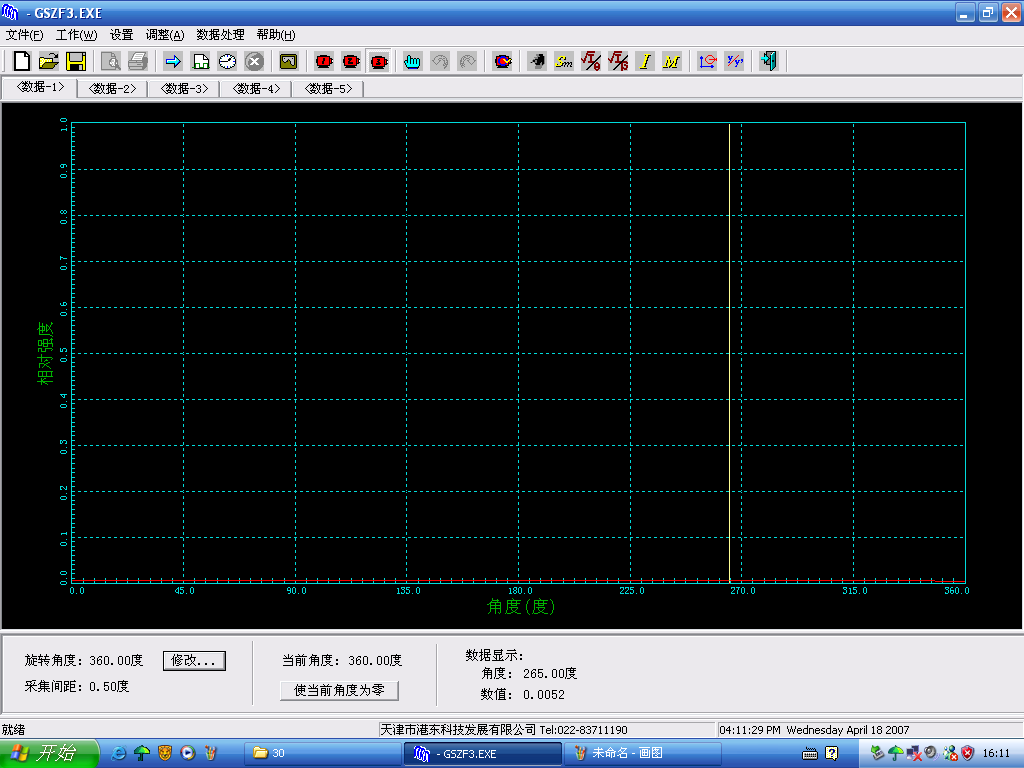 - GSZF3.EXE
文件(F) 工作(W) 设置 调整(A) 数据处理 帮助(H)
Sm √I/G √I/S I M Y/Y'
<数据-1> <数据-2> <数据-3> <数据-4> <数据-5>
1.0
0.9
0.8
0.7
0.6
0.5
0.4
0.3
0.2
0.1
0.0
相对强度
0.0 45.0 90.0 135.0 180.0 225.0 270.0 315.0 360.0
角度(度)
旋转角度: 360.00度 修改...
采集间距: 0.50度
当前角度: 360.00度
使当前角度为零
数据显示:
角度: 265.00度
数值: 0.0052
就绪 天津市港东科技发展有限公司 Tel:022-83711190 04:11:29 PM Wednesday April 18 2007
开始 30 - GSZF3.EXE 未命名 - 画图 16:11